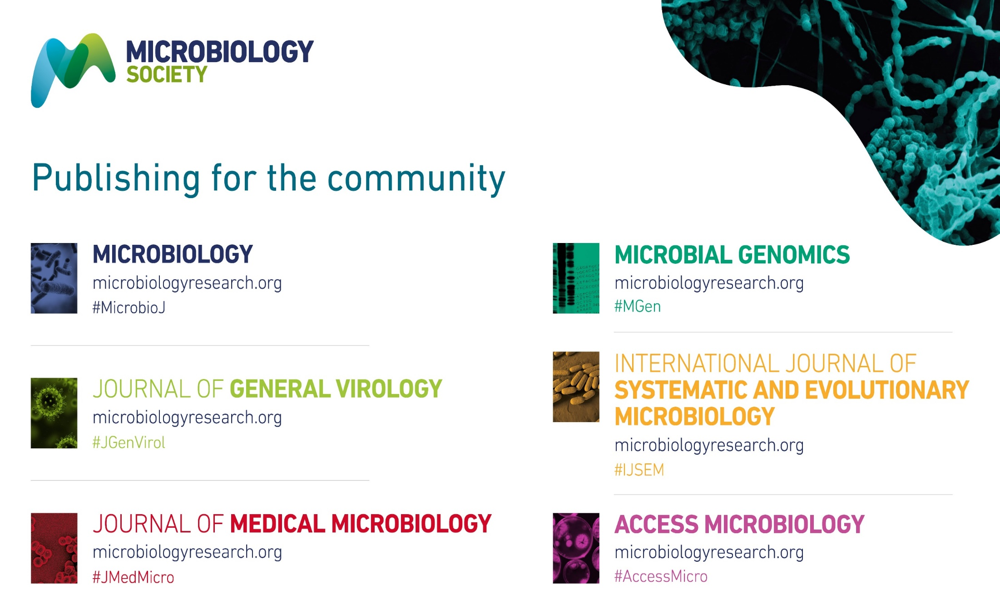 MICROBIOLOGY
SOCIETY
Publishing for the community
MICROBIOLOGY
microbiologyresearch.org
#MicrobioJ
JOURNAL OF GENERAL VIROLOGY
microbiologyresearch.org
#JGenVirol
JOURNAL OF MEDICAL MICROBIOLOGY
microbiologyresearch.org
#JMedMicro
MICROBIAL GENOMICS
microbiologyresearch.org
#MGen
INTERNATIONAL JOURNAL OF
SYSTEMATIC AND EVOLUTIONARY
MICROBIOLOGY
microbiologyresearch.org
#IJSEM
ACCESS MICROBIOLOGY
microbiologyresearch.org
#AccessMicro